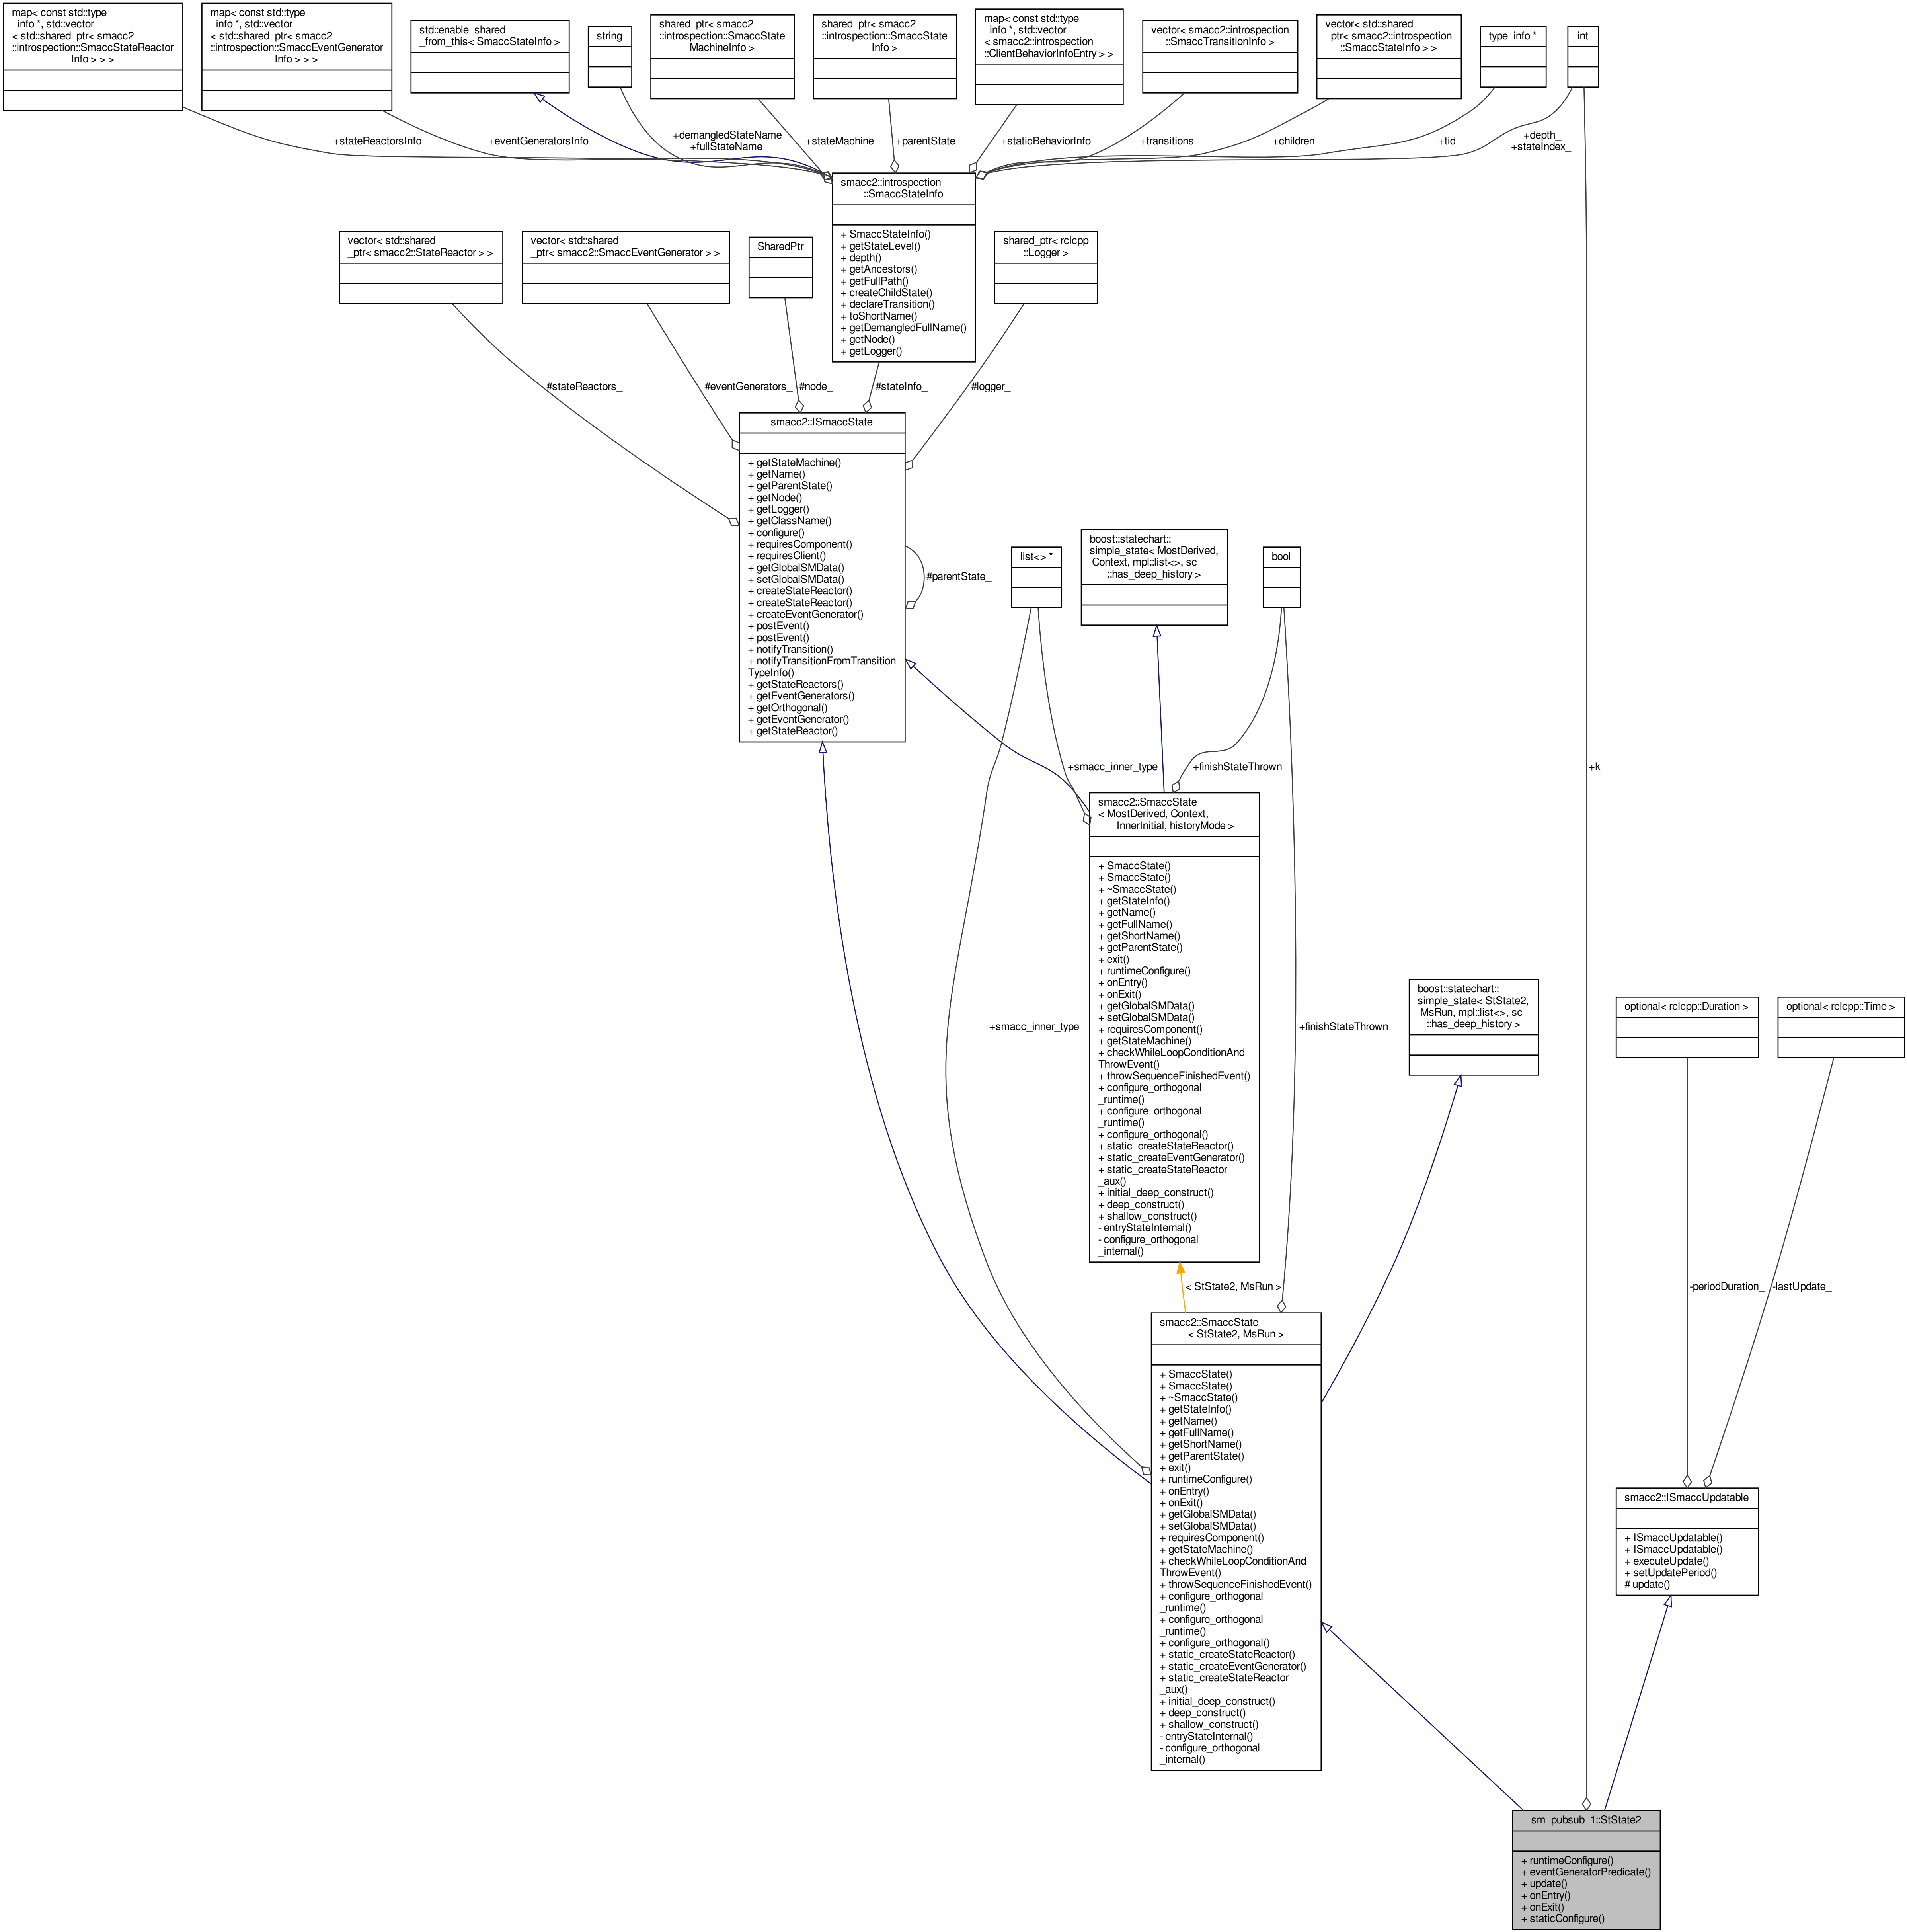 map< const std::type
_info *, std::vector
< std::shared_ptr< smacc2
::introspection::SmaccStateReactor
Info > > >
map< const std::type
_info *, std::vector
< std::shared_ptr< smacc2
::introspection::SmaccEventGenerator
Info > > >
std::enable_shared
_from_this< SmaccStateInfo >
string
shared_ptr< smacc2
::introspection::SmaccState
MachineInfo >
shared_ptr< smacc2
::introspection::SmaccState
Info >
map< const std::type
_info *, std::vector
< smacc2::introspection
::ClientBehaviorInfoEntry > >
vector< smacc2::introspection
::SmaccTransitionInfo >
vector< std::shared
_ptr< smacc2::introspection
::SmaccStateInfo > >
type_info *
int
+stateReactorsInfo
+eventGeneratorsInfo
+demangledStateName
+fullStateName
+stateMachine_
+parentState_
+staticBehaviorInfo
+transitions_
+children_
+tid_
+depth_
+stateIndex_
smacc2::introspection
::SmaccStateInfo
+ SmaccStateInfo()
+ getStateLevel()
+ depth()
+ getAncestors()
+ getFullPath()
+ createChildState()
+ declareTransition()
+ toShortName()
+ getDemangledFullName()
+ getNode()
+ getLogger()
vector< std::shared
_ptr< smacc2::StateReactor > >
vector< std::shared
_ptr< smacc2::SmaccEventGenerator > >
SharedPtr
shared_ptr< rclcpp
::Logger >
#stateReactors_
#eventGenerators_
#node_
#stateInfo_
#logger_
smacc2::ISmaccState
+ getStateMachine()
+ getName()
+ getParentState()
+ getNode()
+ getLogger()
+ getClassName()
+ configure()
+ requiresComponent()
+ requiresClient()
+ getGlobalSMData()
+ setGlobalSMData()
+ createStateReactor()
+ createStateReactor()
+ createEventGenerator()
+ postEvent()
+ postEvent()
+ notifyTransition()
+ notifyTransitionFromTransition
TypeInfo()
+ getStateReactors()
+ getEventGenerators()
+ getOrthogonal()
+ getEventGenerator()
+ getStateReactor()
#parentState_
list<> *
boost::statechart::
simple_state< MostDerived,
Context, mpl::list<>, sc
::has_deep_history >
bool
+smacc_inner_type
+finishStateThrown
+k
smacc2::SmaccState
< MostDerived, Context,
InnerInitial, historyMode >
+ SmaccState()
+ SmaccState()
+ ~SmaccState()
+ getStateInfo()
+ getName()
+ getFullName()
+ getShortName()
+ getParentState()
+ exit()
+ runtimeConfigure()
+ onEntry()
+ onExit()
+ getGlobalSMData()
+ setGlobalSMData()
+ requiresComponent()
+ getStateMachine()
+ checkWhileLoopConditionAnd
ThrowEvent()
+ throwSequenceFinishedEvent()
+ configure_orthogonal
_runtime()
+ configure_orthogonal
_runtime()
+ configure_orthogonal()
+ static_createStateReactor()
+ static_createEventGenerator()
+ static_createStateReactor
_aux()
+ initial_deep_construct()
+ deep_construct()
+ shallow_construct()
- entryStateInternal()
- configure_orthogonal
_internal()
+smacc_inner_type
+finishStateThrown
boost::statechart::
simple_state< StState2,
MsRun, mpl::list<>, sc
::has_deep_history >
optional< rclcpp::Duration >
optional< rclcpp::Time >
< StState2, MsRun >
-periodDuration_
-lastUpdate_
smacc2::SmaccState
< StState2, MsRun >
+ SmaccState()
+ SmaccState()
+ ~SmaccState()
+ getStateInfo()
+ getName()
+ getFullName()
+ getShortName()
+ getParentState()
+ exit()
+ runtimeConfigure()
+ onEntry()
+ onExit()
+ getGlobalSMData()
+ setGlobalSMData()
+ requiresComponent()
+ getStateMachine()
+ checkWhileLoopConditionAnd
ThrowEvent()
+ throwSequenceFinishedEvent()
+ configure_orthogonal
_runtime()
+ configure_orthogonal
_runtime()
+ configure_orthogonal()
+ static_createStateReactor()
+ static_createEventGenerator()
+ static_createStateReactor
_aux()
+ initial_deep_construct()
+ deep_construct()
+ shallow_construct()
- entryStateInternal()
- configure_orthogonal
_internal()
smacc2::ISmaccUpdatable
+ ISmaccUpdatable()
+ ISmaccUpdatable()
+ executeUpdate()
+ setUpdatePeriod()
# update()
sm_pubsub_1::StState2
+ runtimeConfigure()
+ eventGeneratorPredicate()
+ update()
+ onEntry()
+ onExit()
+ staticConfigure()